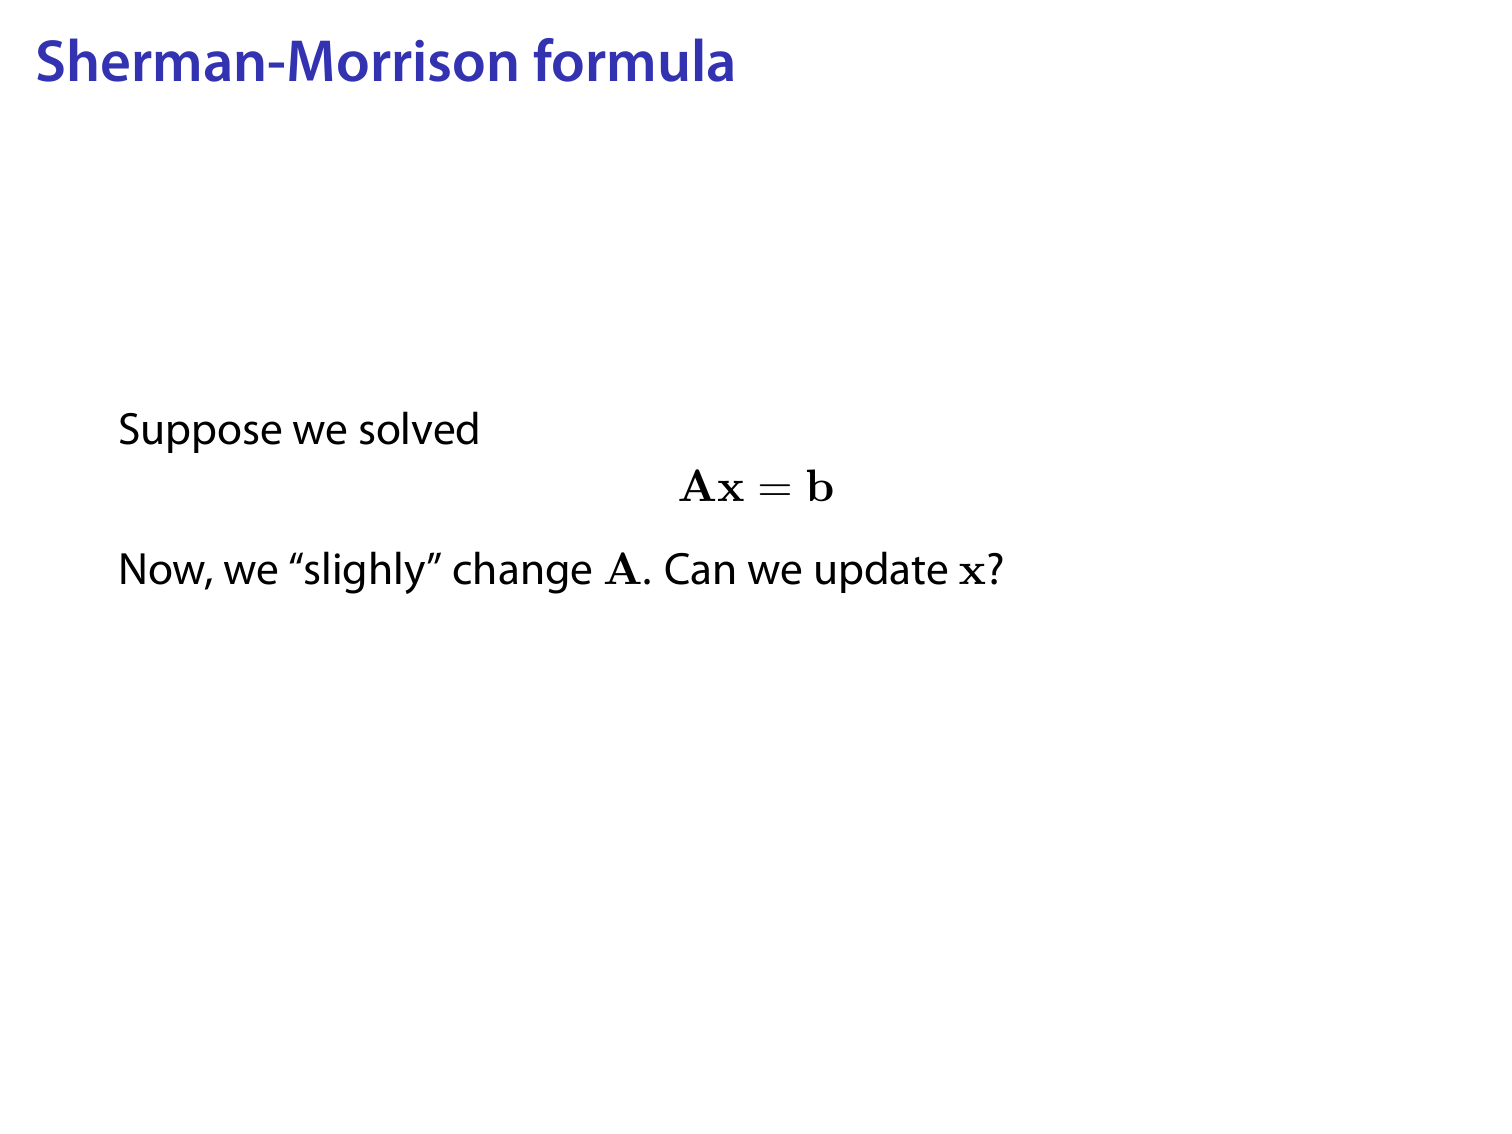 Sherman-Morrison formula
Suppose we solved
Ax = b
Now, we “slighly” change A. Can we update x?